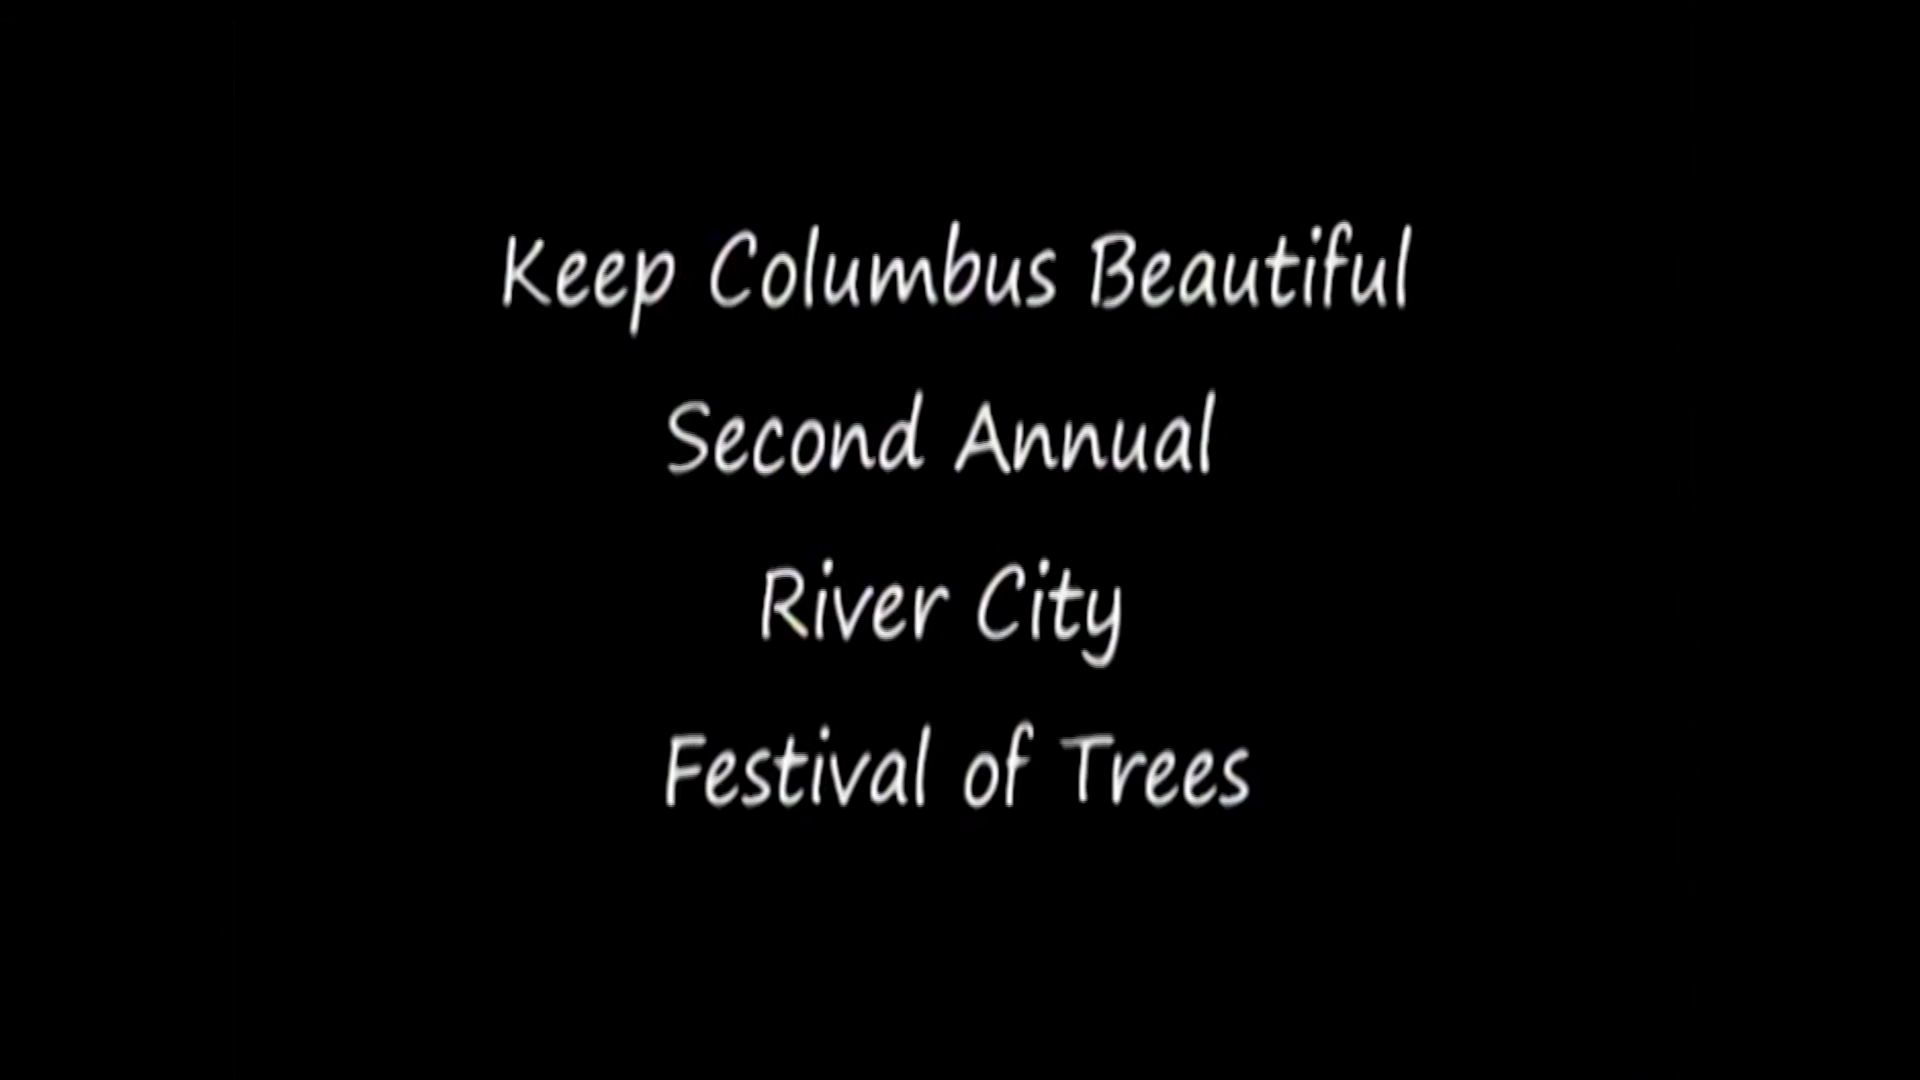 Keep Columbus Beautiful
Second Annual
River City
Festival of Trees